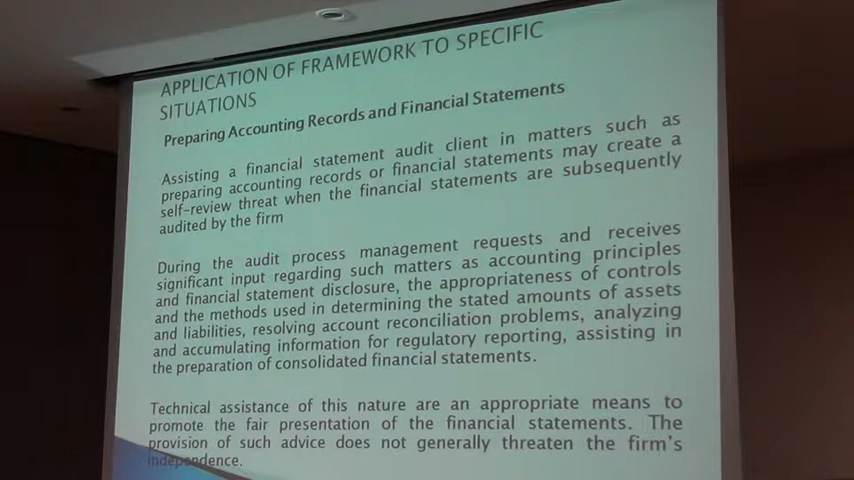 APPLICATION OF FRAMEWORK TO SPECIFIC
SITUATIONS
Preparing Accounting Records and Financial Statements
Assisting a financial statement audit client in matters such as
preparing accounting records or financial statements may create a
self-review threat when the financial statements are subsequently
audited by the firm
During the audit process management requests and receives
significant input regarding such matters as accounting principles
and financial statement disclosure, the appropriateness of controls
and the methods used in determining the stated amounts of assets
and liabilities, resolving account reconciliation problems, analyzing
and accumulating information for regulatory reporting, assisting in
the preparation of consolidated financial statements.
Technical assistance of this nature are an appropriate means to
promote the fair presentation of the financial statements. The
provision of such advice does not generally threaten the firm's
independence.